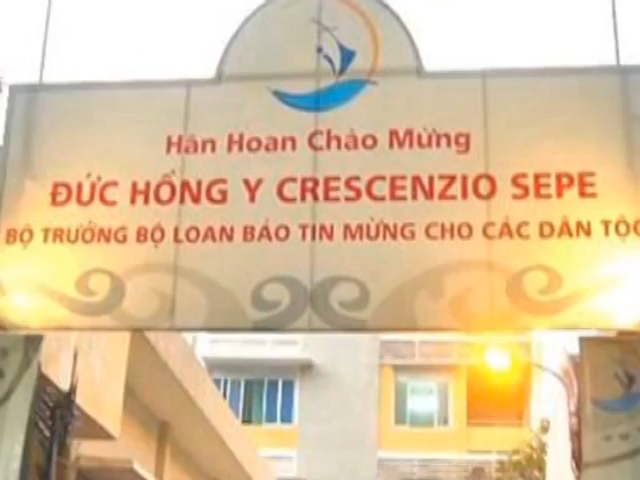 Hân Hoan Chào Mừng
ĐỨC HỒNG Y CRESCENZIO SEPE
BỘ TRƯỞNG BỘ LOAN BÁO TIN MỪNG CHO CÁC DÂN TỘC